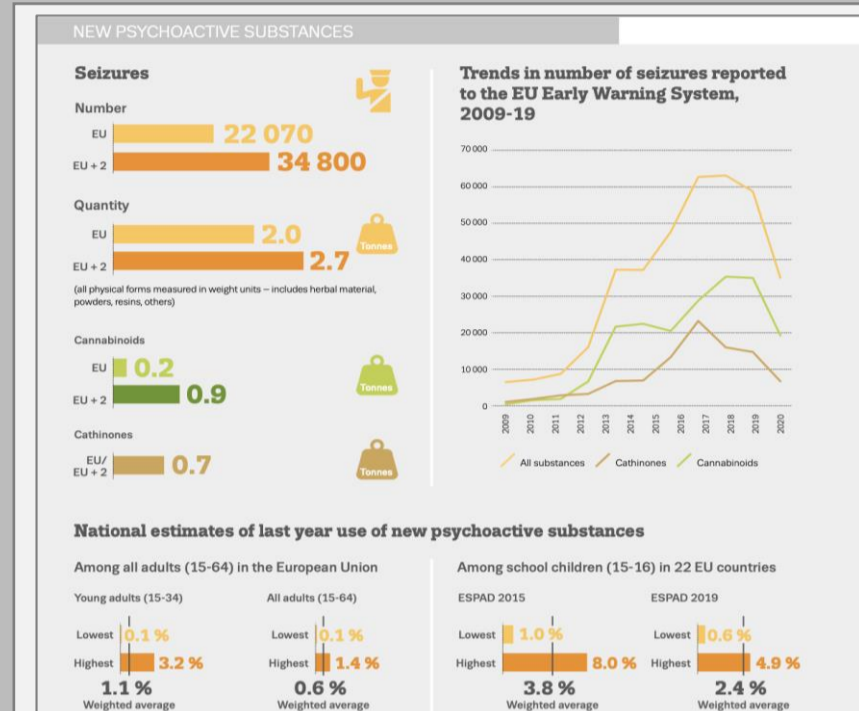 NEW PSYCHOACTIVE SUBSTANCES
Seizures
Number
EU 22 070
EU + 2 34 800
Quantity
EU 2.0
Tonnes
EU + 2 2.7
(all physical forms measured in weight units – includes herbal material,
powders, resins, others)
Cannabinoids
EU 0.2
EU + 2 0.9
Tonnes
Cathinones
EU/
EU + 2 0.7
Tonnes
Trends in number of seizures reported
to the EU Early Warning System,
2009-19
70 000
60 000
50 000
40 000
30 000
20 000
10 000
0
2009 2010 2011 2012 2013 2014 2015 2016 2017 2018 2019 2020
All substances Cathinones Cannabinoids
National estimates of last year use of new psychoactive substances
Among all adults (15-64) in the European Union
Young adults (15-34) All adults (15-64)
Lowest 0.1 % Lowest 0.1 %
Highest 3.2 % Highest 1.4 %
1.1 % 0.6 %
Weighted average Weighted average
Among school children (15-16) in 22 EU countries
ESPAD 2015 ESPAD 2019
Lowest 1.0 % Lowest 0.6 %
Highest 8.0 % Highest 4.9 %
3.8 % 2.4 %
Weighted average Weighted average